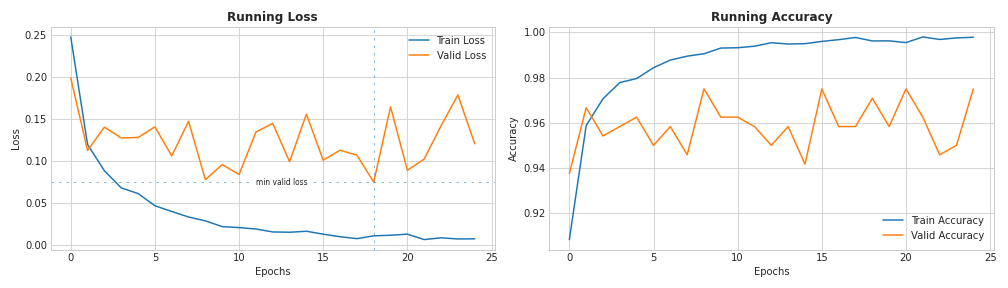 Running Loss
0.25
0.20
0.15
0.10
0.05
0.00
Loss
Train Loss
Valid Loss
min valid loss
0
5
10
15
20
25
Epochs
Running Accuracy
1.00
0.98
0.96
0.94
0.92
Accuracy
Train Accuracy
Valid Accuracy
0
5
10
15
20
25
Epochs